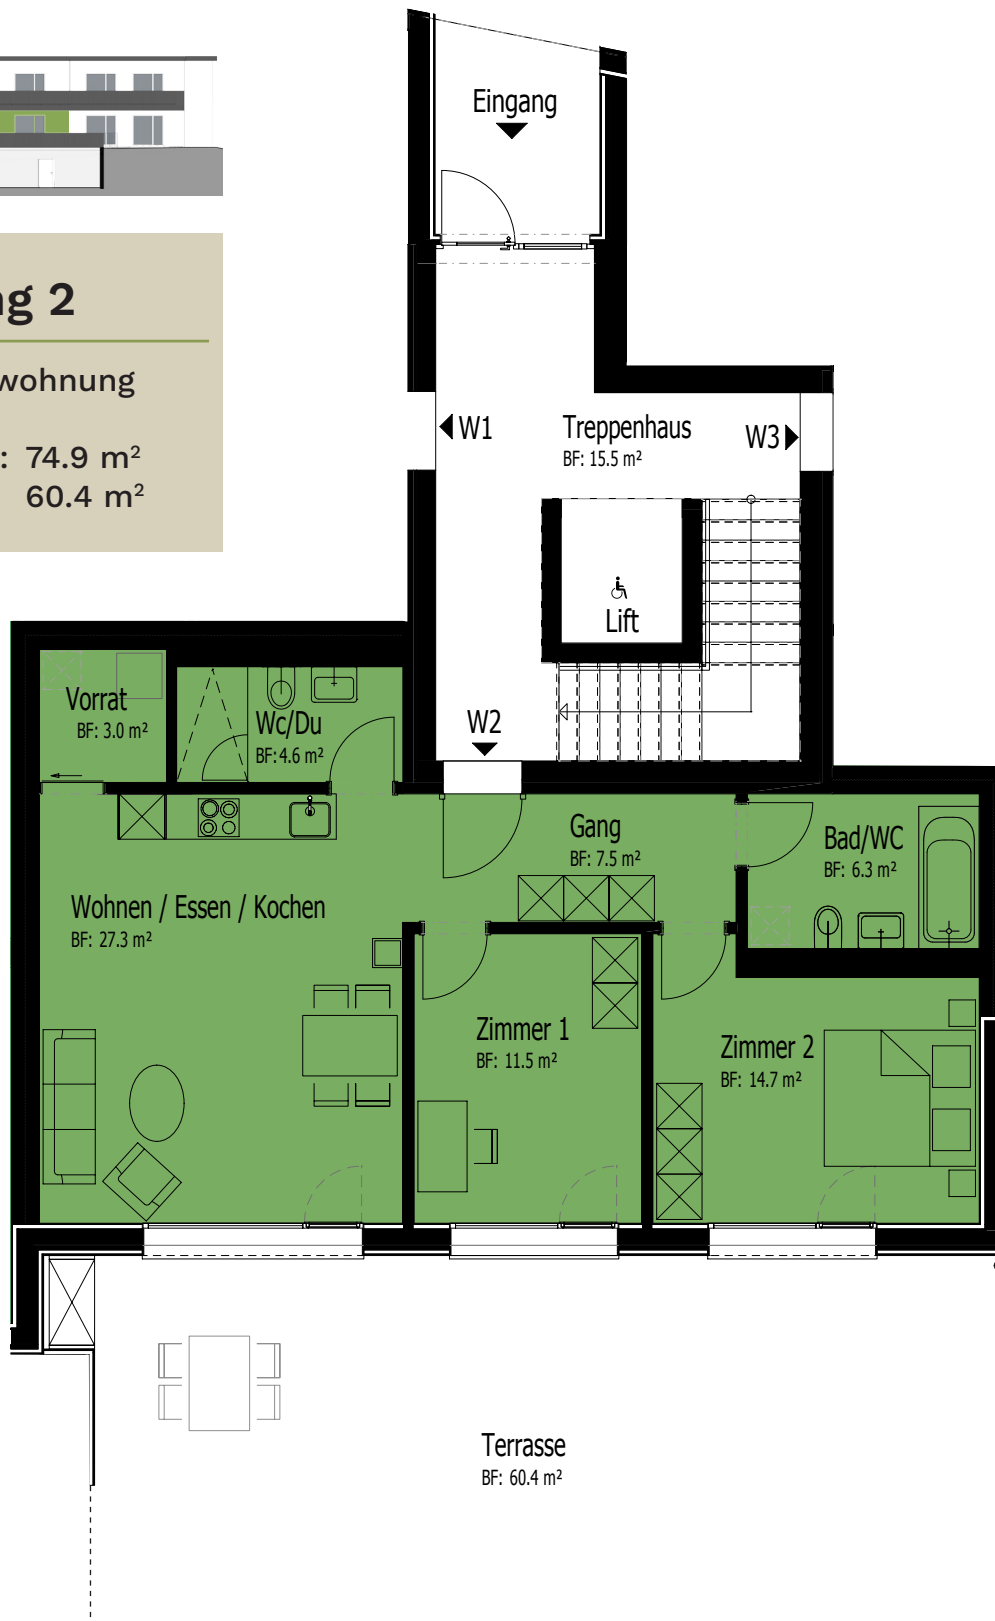 ng 2
wohnung
: 74.9 m²
60.4 m²
Eingang
W1
Treppenhaus
BF: 15.5 m²
W3
Lift
W2
Vorrat
BF: 3.0 m²
Wc/Du
BF: 4.6 m²
Gang
BF: 7.5 m²
Bad/WC
BF: 6.3 m²
Wohnen / Essen / Kochen
BF: 27.3 m²
Zimmer 1
BF: 11.5 m²
Zimmer 2
BF: 14.7 m²
Terrasse
BF: 60.4 m²